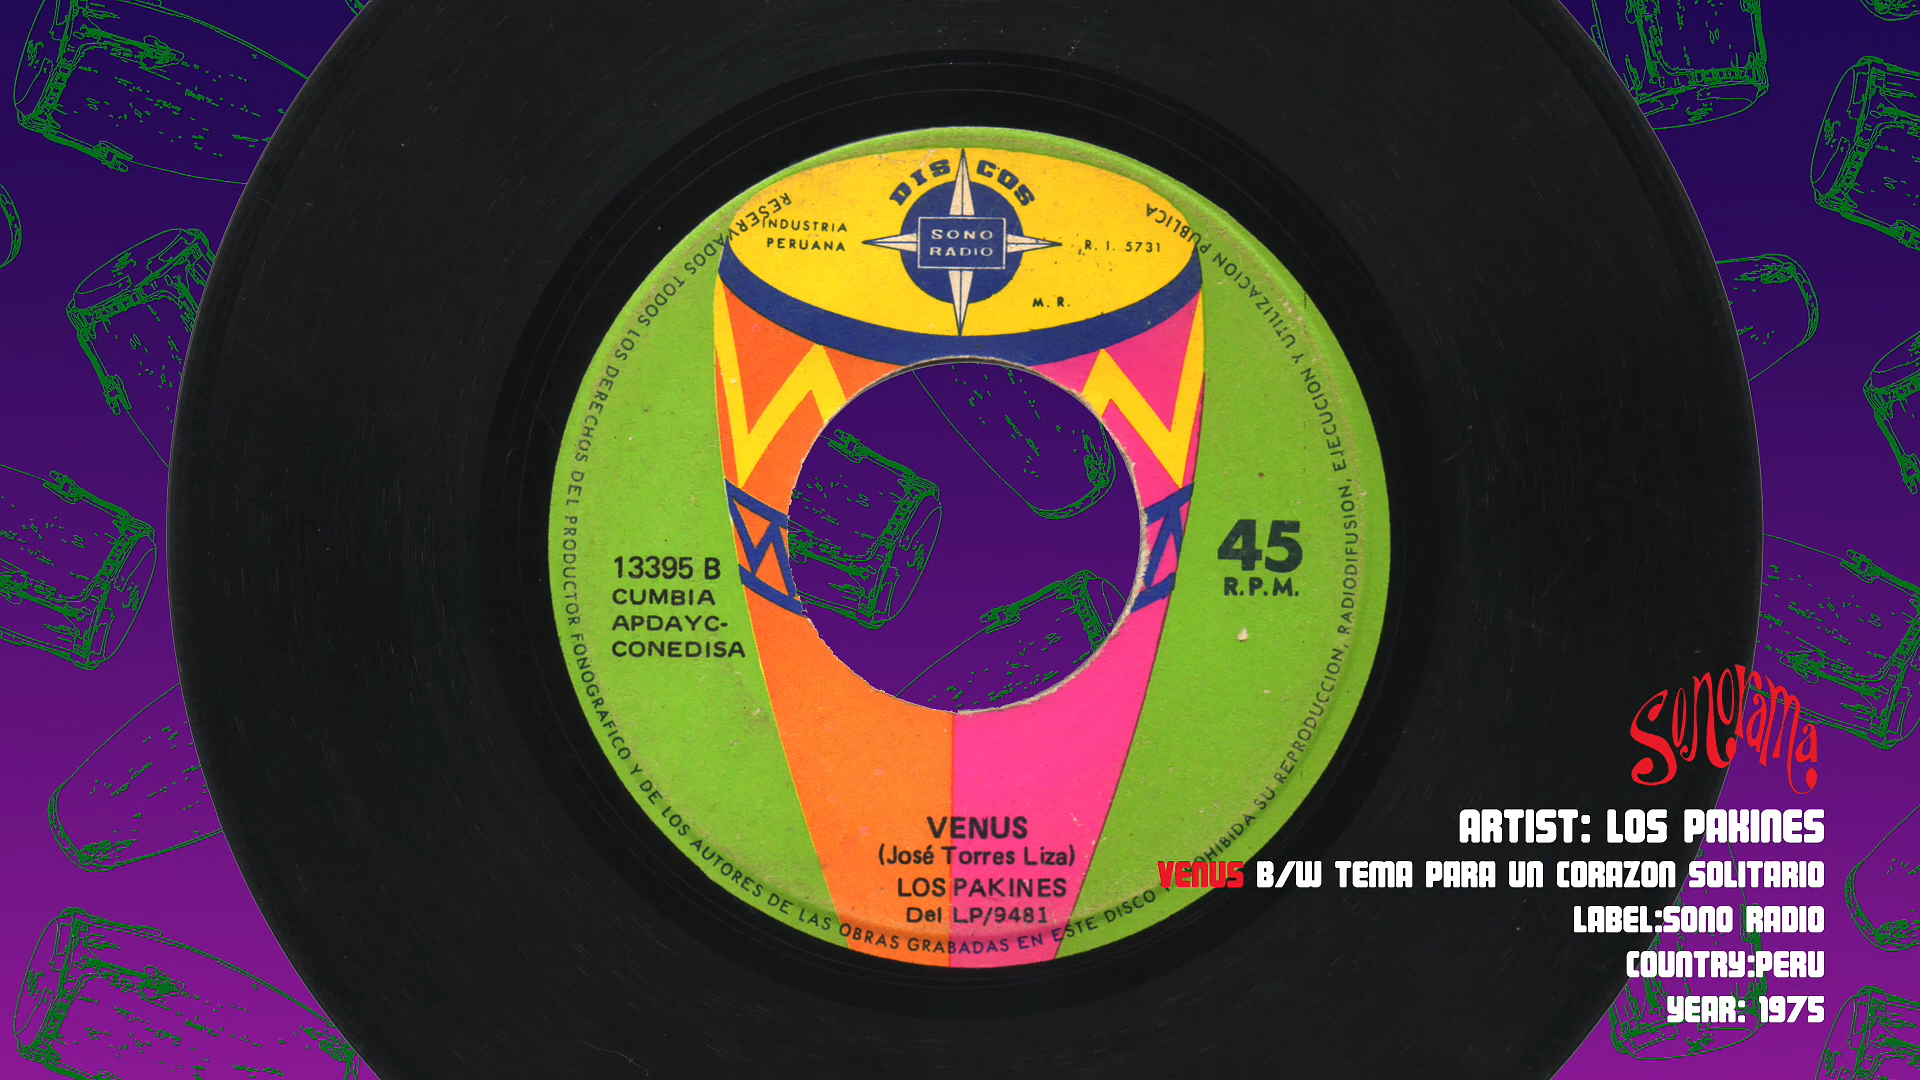 DISCOS
SONO
RADIO
INDUSTRIA
PERUANA
R. I. 5731
M. R.
13395 B
CUMBIA
APDAYC-
CONEDISA
45
R.P.M.
VENUS
(José Torres Liza)
LOS PAKINES
Del LP/9481
RESERVADOS TODOS LOS DERECHOS DEL PRODUCTOR FONOGRAFICO Y DE LOS AUTORES DE LAS OBRAS GRABADAS EN ESTE DISCO PROHIBIDA SU REPRODUCCION, RADIODIFUSION, EJECUCION Y UTILIZACION PUBLICA
Sonorama
ARTIST: LOS PAKINES
VENUS B/W TEMA PARA UN CORAZON SOLITARIO
LABEL:SONO RADIO
COUNTRY:PERU
YEAR: 1975